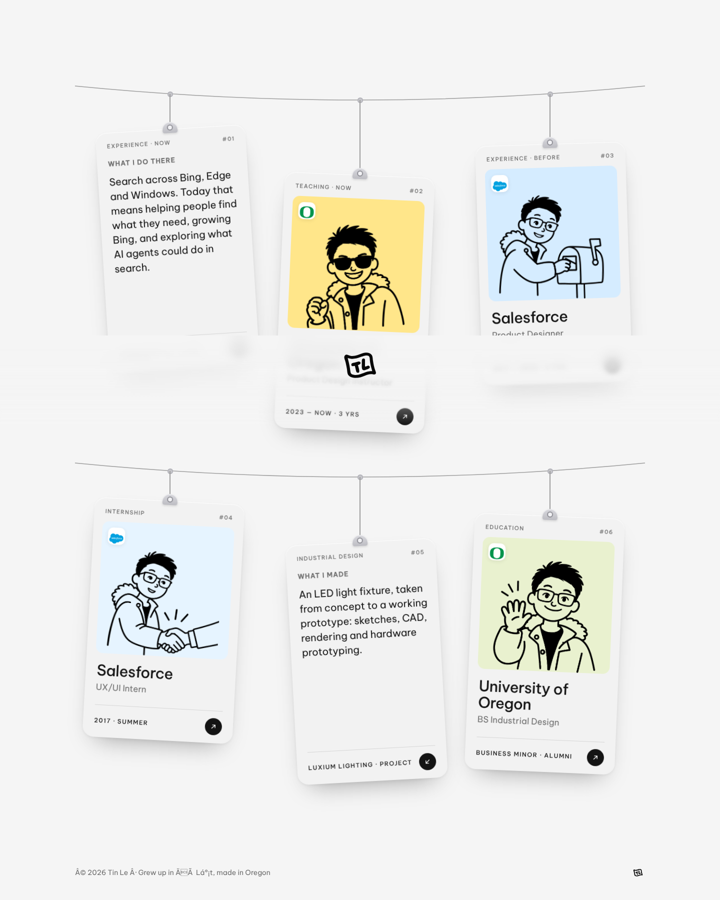 EXPERIENCE · NOW #01
WHAT I DO THERE
Search across Bing, Edge
and Windows. Today that
means helping people find
what they need, growing
Bing, and exploring what
AI agents could do in
search.
TEACHING · NOW #02
TL
2023 — NOW · 3 YRS
EXPERIENCE · BEFORE #03
salesforce
Salesforce
Product Designer
INTERNSHIP #04
salesforce
Salesforce
UX/UI Intern
2017 · SUMMER
INDUSTRIAL DESIGN #05
WHAT I MADE
An LED light fixture, taken
from concept to a working
prototype: sketches, CAD,
rendering and hardware
prototyping.
LUXIUM LIGHTING · PROJECT
EDUCATION #06
University of
Oregon
BS Industrial Design
BUSINESS MINOR · ALUMNI
Â© 2026 Tin Le Â· Grew up in Láº¡t, made in Oregon
TL